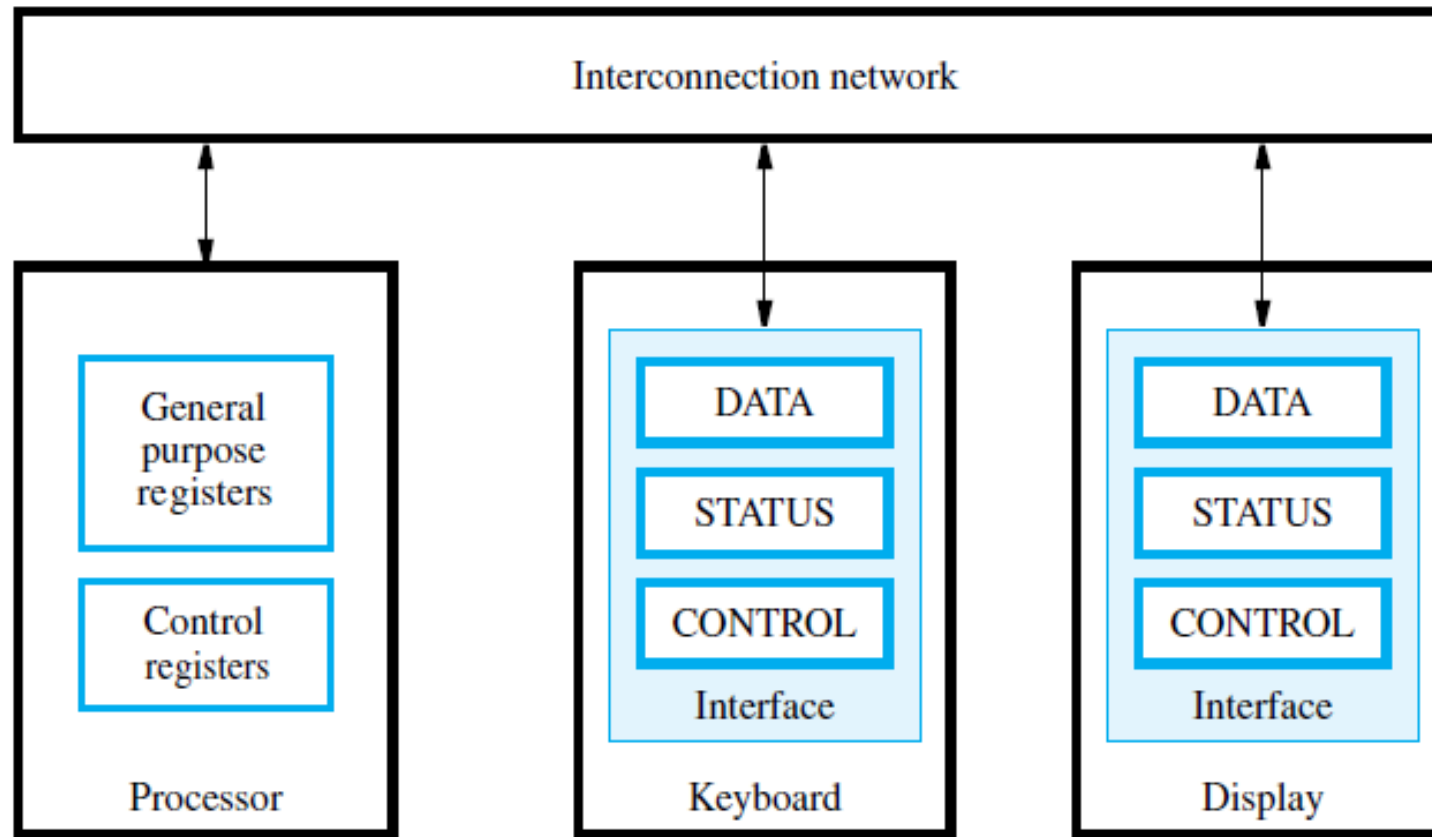 Interconnection network
General
purpose
registers
Control
registers
Processor
DATA
STATUS
CONTROL
Interface
Keyboard
DATA
STATUS
CONTROL
Interface
Display